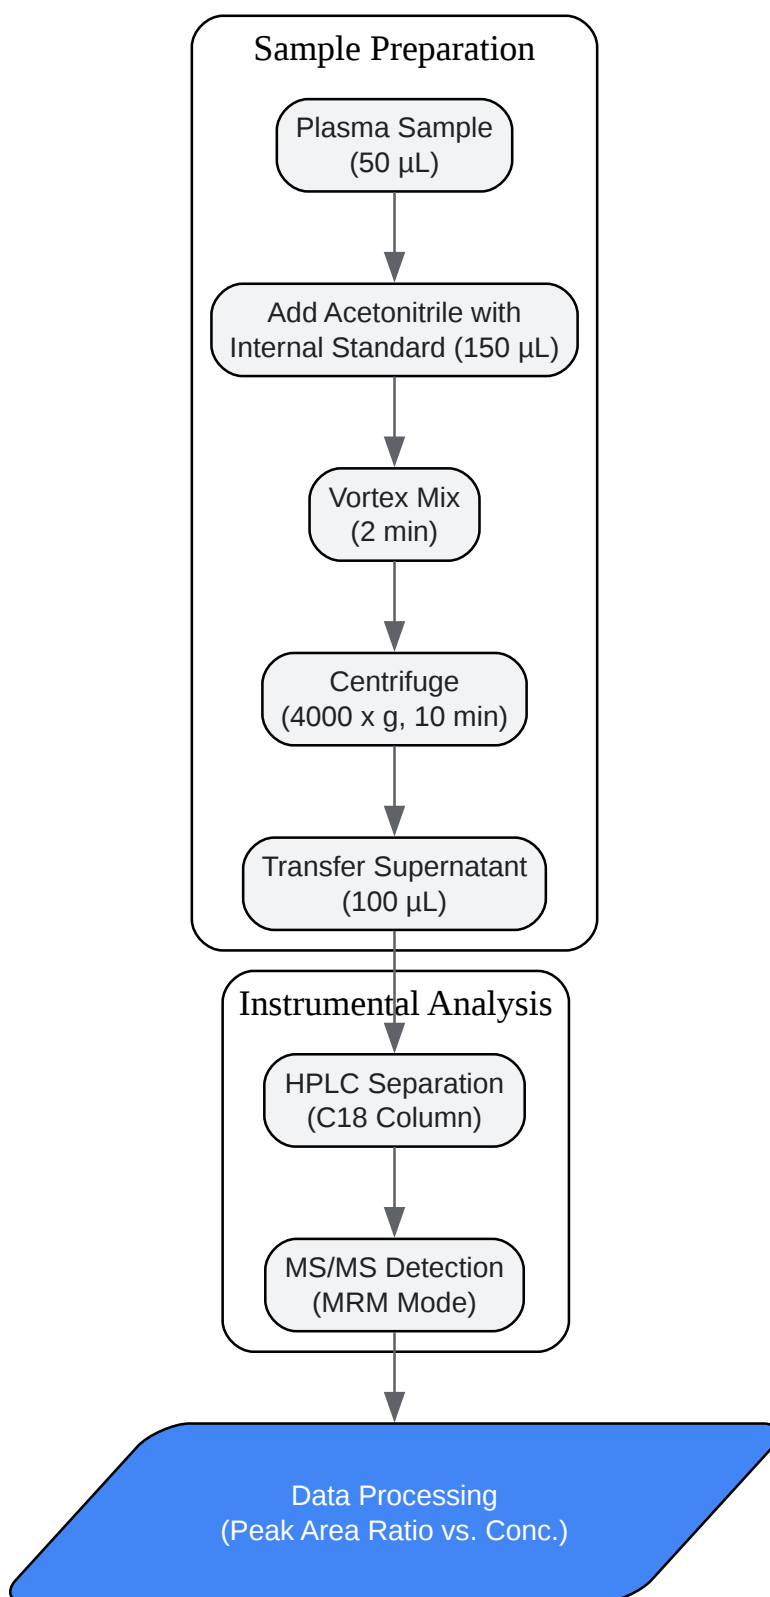 Sample Preparation
Plasma Sample
(50 µL)
Add Acetonitrile with
Internal Standard (150 µL)
Vortex Mix
(2 min)
Centrifuge
(4000 x g, 10 min)
Transfer Supernatant
(100 µL)
Instrumental Analysis
HPLC Separation
(C18 Column)
MS/MS Detection
(MRM Mode)
Data Processing
(Peak Area Ratio vs. Conc.)